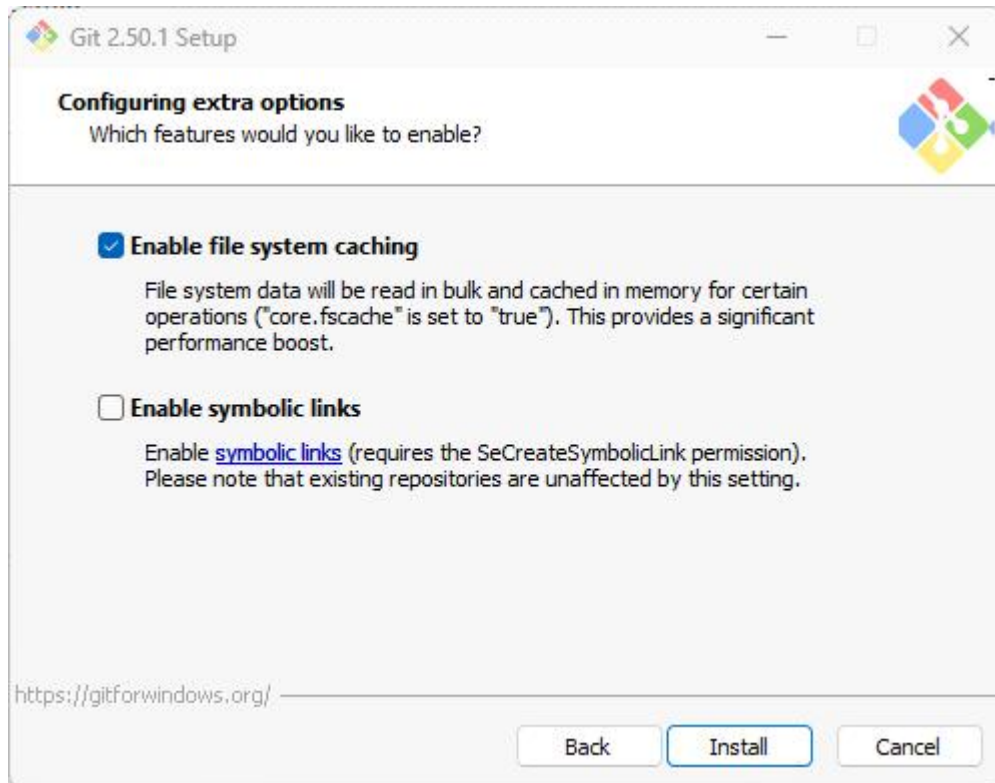 Git 2.50.1 Setup
Configuring extra options
Which features would you like to enable?
Enable file system caching
File system data will be read in bulk and cached in memory for certain
operations ("core.fscache" is set to "true"). This provides a significant
performance boost.
Enable symbolic links
Enable symbolic links (requires the SeCreateSymbolicLink permission).
Please note that existing repositories are unaffected by this setting.
https://gitforwindows.org/
Back
Install
Cancel